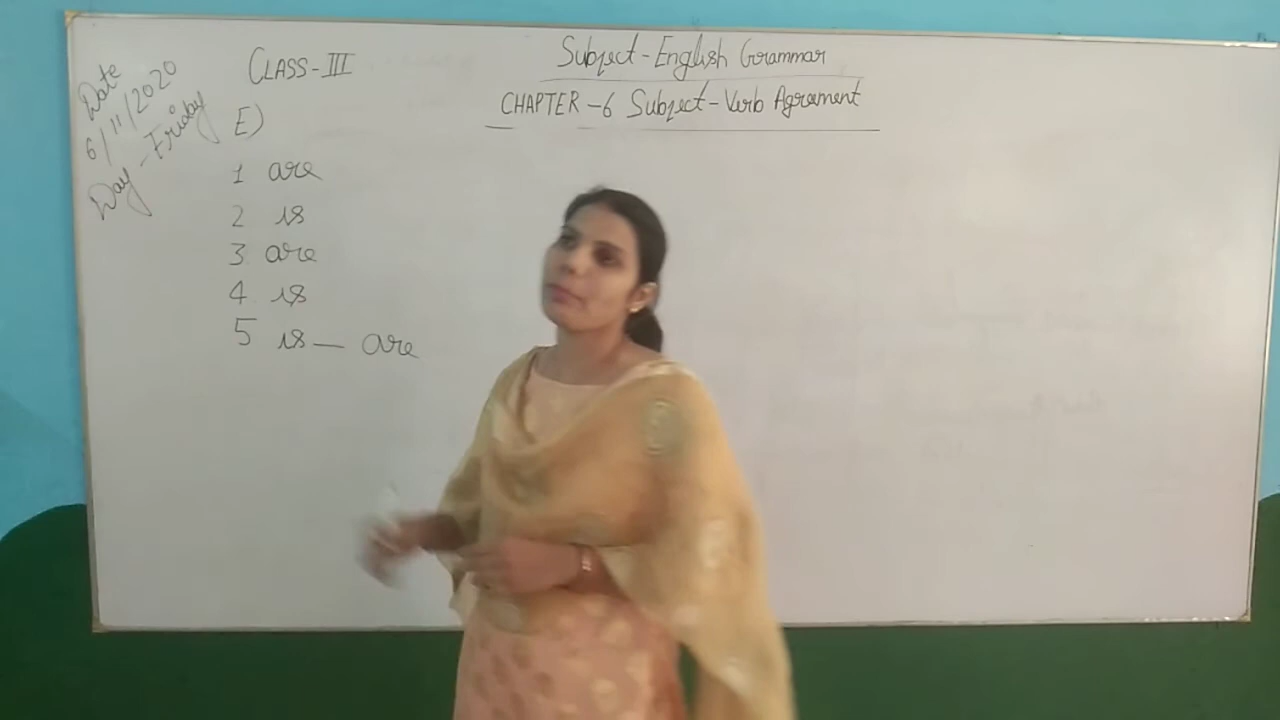 Date
6/11/2020
Day - Friday
CLASS-III
Subject-English Grammar
CHAPTER-6 Subject-Verb Agrament
E)
1 are
2 is
3 are
4 is
5 is — are